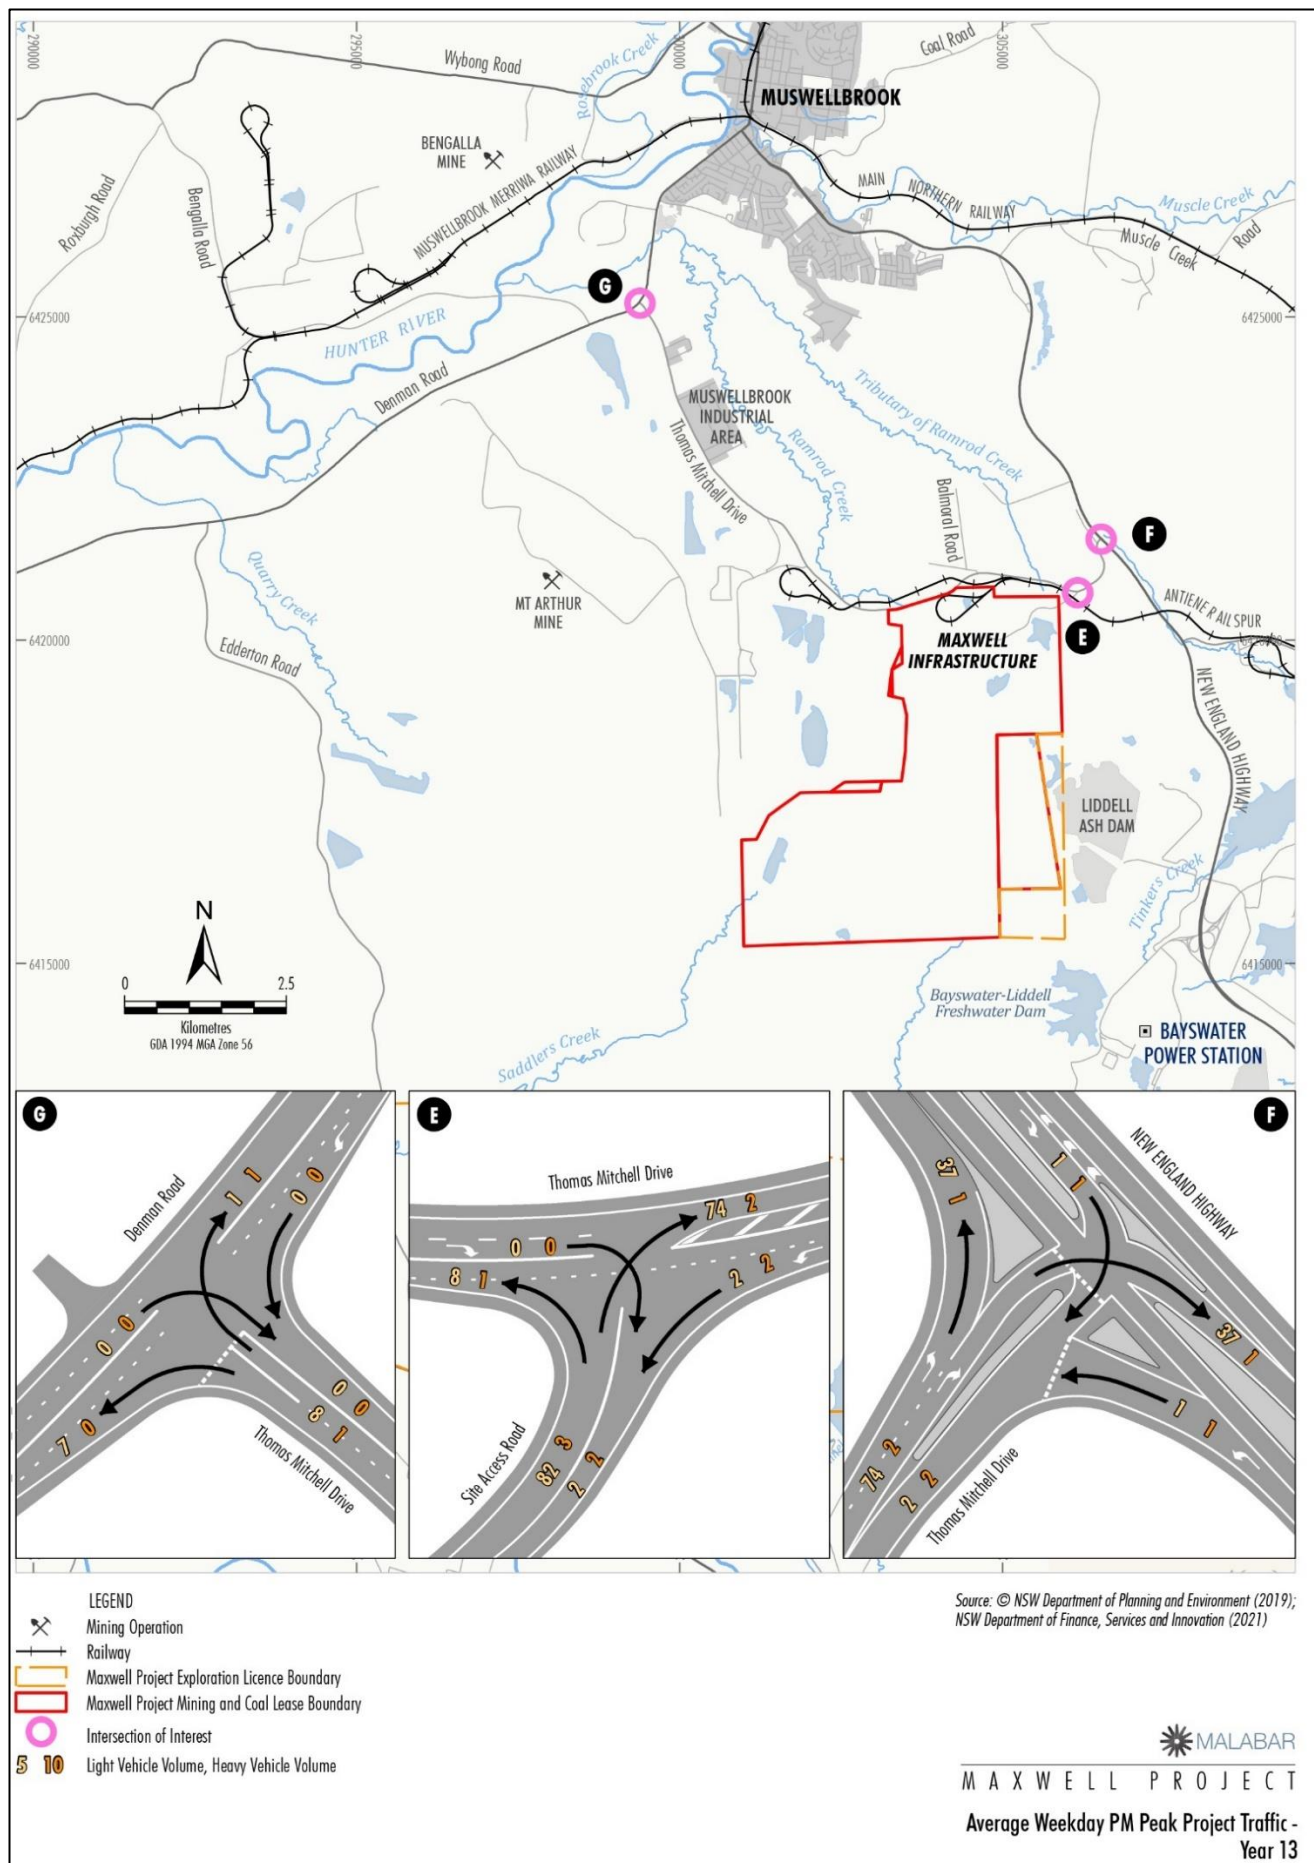 290000
295000
300000
305000
Wybong Road
Rosebrook Creek
Coal Road
MUSWELLBROOK
BENGALLA
MINE
Roxburgh Road
Bengalla Road
MUSWELLBROOK MERRIWA RAILWAY
MAIN NORTHERN RAILWAY
Muscle Creek
Muscle Creek Road
G
6425000
6425000
HUNTER RIVER
Denman Road
MUSWELLBROOK
INDUSTRIAL
AREA
Thomas Mitchell Drive
Ramrod Creek
Tributary of Ramrod Creek
Balmoral Road
F
Quarry Creek
MT ARTHUR
MINE
ANTIENE RAIL SPUR
E
6420000
6420000
MAXWELL
INFRASTRUCTURE
Edderton Road
NEW ENGLAND HIGHWAY
LIDDELL
ASH DAM
Tinkers Creek
N
0 2.5
Kilometres
GDA 1994 MGA Zone 56
6415000
6415000
Bayswater-Liddell
Freshwater Dam
Saddlers Creek
BAYSWATER
POWER STATION
G
Denman Road
1 1
0 0
0 0
0 0
7 0
8 1
Thomas Mitchell Drive
E
Thomas Mitchell Drive
74 2
0 0
8 1
2 2
Site Access Road
82 3
2 2
F
NEW ENGLAND HIGHWAY
37 1
1 1
37 1
1 1
74 2
2 2
Thomas Mitchell Drive
LEGEND
Mining Operation
Railway
Maxwell Project Exploration Licence Boundary
Maxwell Project Mining and Coal Lease Boundary
Intersection of Interest
5 10 Light Vehicle Volume, Heavy Vehicle Volume
Source: © NSW Department of Planning and Environment (2019);
NSW Department of Finance, Services and Innovation (2021)
MALABAR
MAXWELL PROJECT
Average Weekday PM Peak Project Traffic -
Year 13